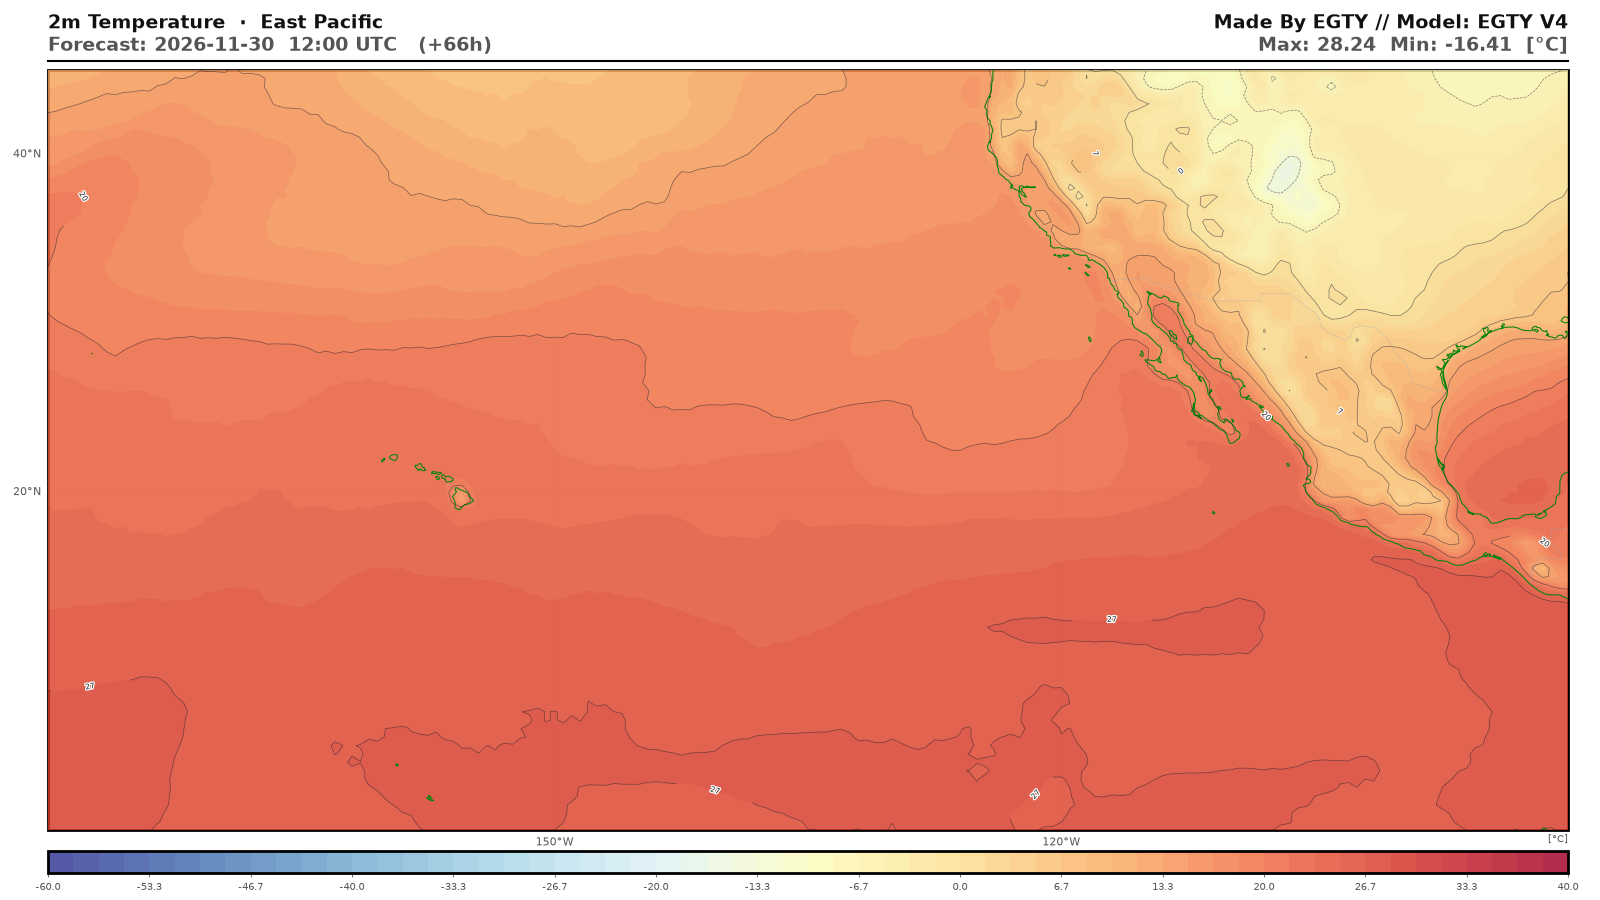 2m Temperature · East Pacific
Made By EGTY // Model: EGTY V4
Forecast: 2026-11-30 12:00 UTC (+66h)
Max: 28.24 Min: -16.41 [°C]
40°N
20°N
20
7
0
20
7
20
27
27
27
27
150°W
120°W
[°C]
-60.0 -53.3 -46.7 -40.0 -33.3 -26.7 -20.0 -13.3 -6.7 0.0 6.7 13.3 20.0 26.7 33.3 40.0